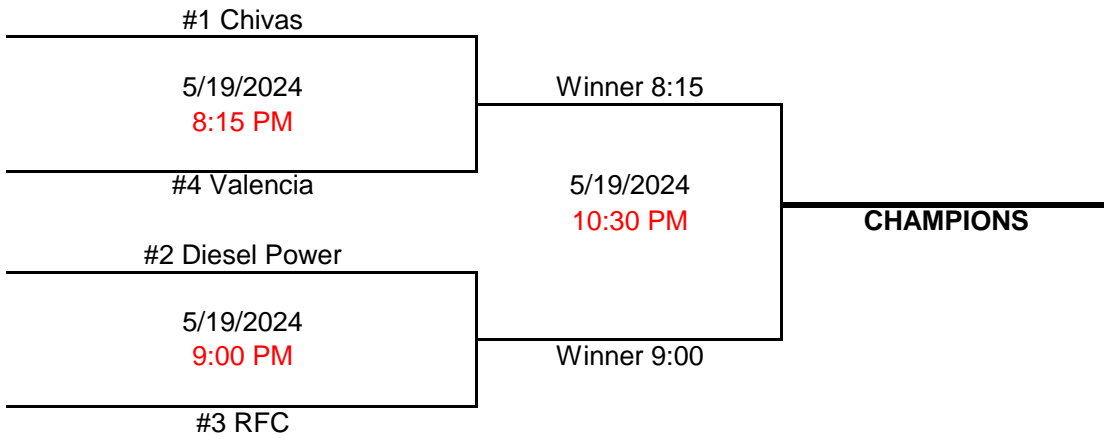 #1 Chivas
5/19/2024
8:15 PM
Winner 8:15
#4 Valencia
5/19/2024
10:30 PM
CHAMPIONS
#2 Diesel Power
5/19/2024
9:00 PM
Winner 9:00
#3 RFC